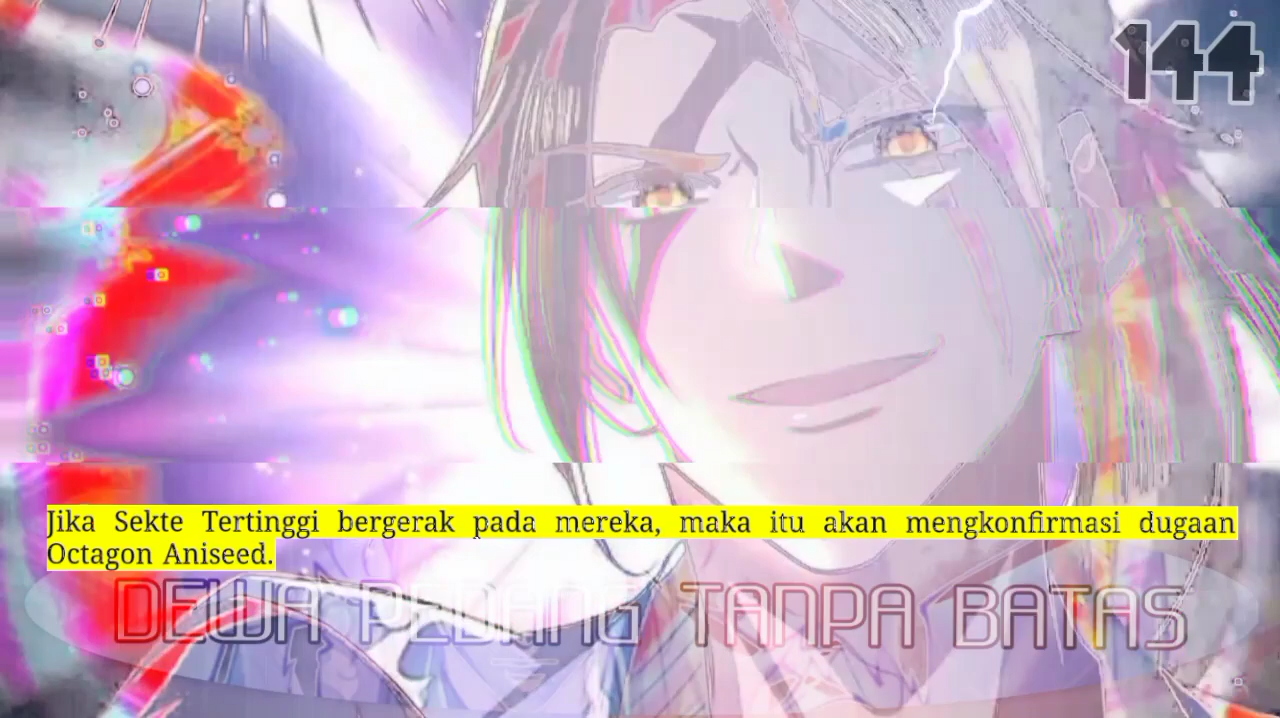 144
Jika Sekte Tertinggi bergerak pada mereka, maka itu akan mengkonfirmasi dugaan
Octagon Aniseed.
DEWA PEDANG TANPA BATAS